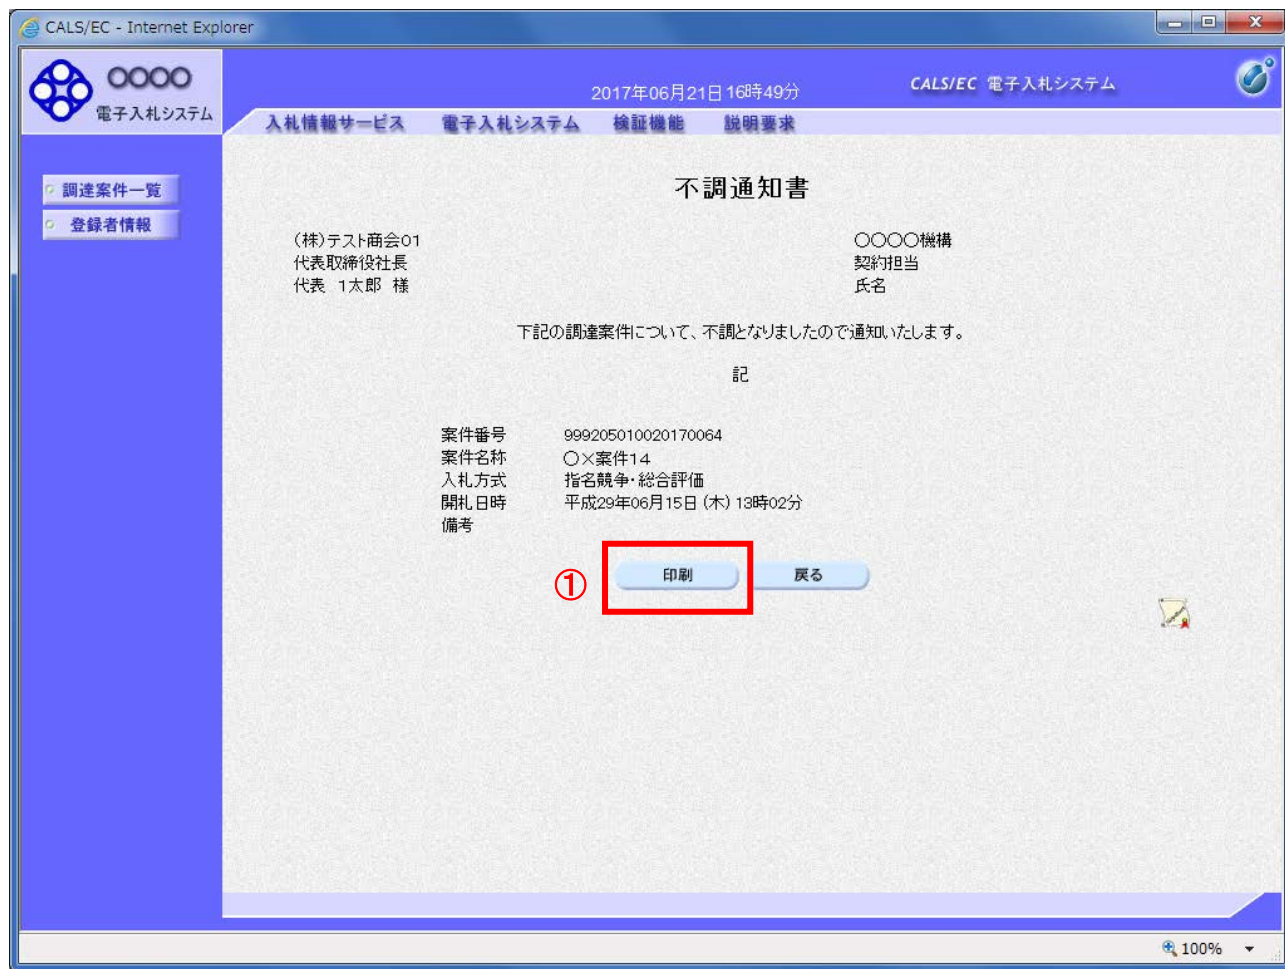 CALS/EC - Internet Explorer
○○○○
電子入札システム
2017年06月21日 16時49分
CALS/EC 電子入札システム
入札情報サービス 電子入札システム 検証機能 説明要求
調達案件一覧
登録者情報
不調通知書
(株)テスト商会01
代表取締役社長
代表 1太郎 様
○○○○機構
契約担当
氏名
下記の調達案件について、不調となりましたので通知いたします。
記
案件番号 999205010020170064
案件名称 ○×案件14
入札方式 指名競争・総合評価
開札日時 平成29年06月15日 (木) 13時02分
備考
① 印刷 戻る
100%